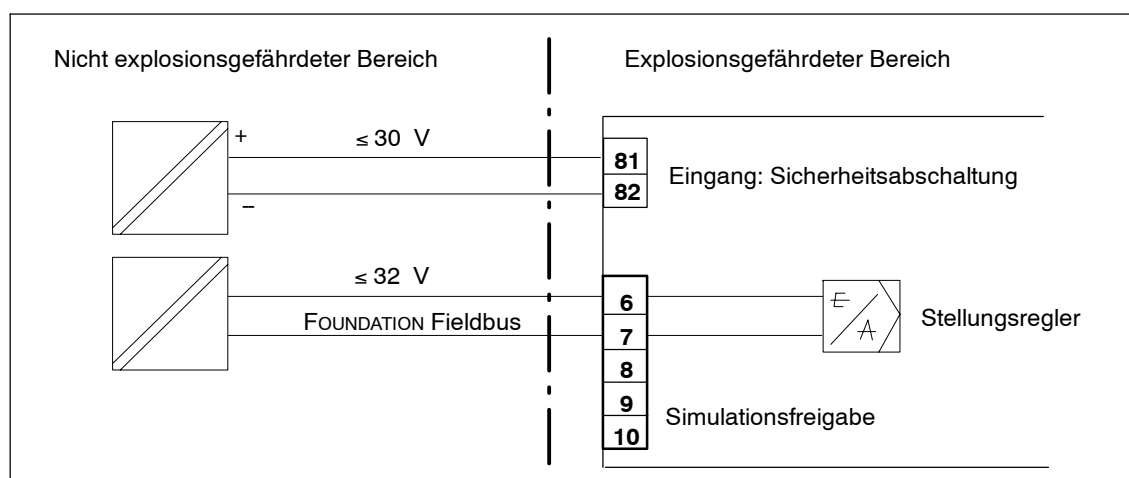 Nicht explosionsgefährdeter Bereich
Explosionsgefährdeter Bereich
+
≤ 30 V
81
Eingang: Sicherheitsabschaltung
82
–
≤ 32 V
6
E
A
Stellungsregler
FOUNDATION Fieldbus
7
8
9
Simulationsfreigabe
10